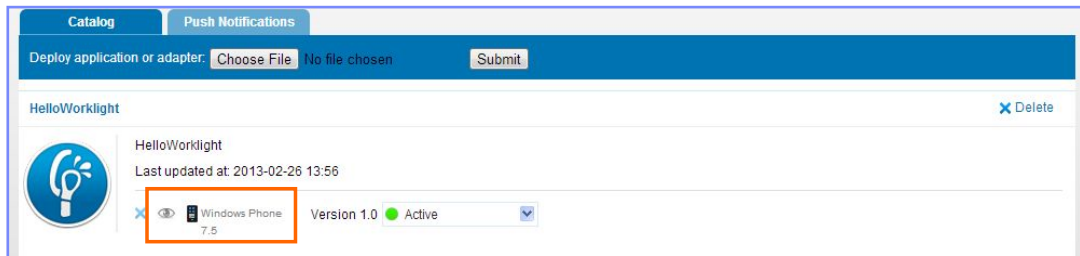 Catalog Push Notifications
Deploy application or adapter: Choose File No file chosen Submit
HelloWorklight Delete
HelloWorklight
Last updated at: 2013-02-26 13:56
Windows Phone Version 1.0 Active
7.5